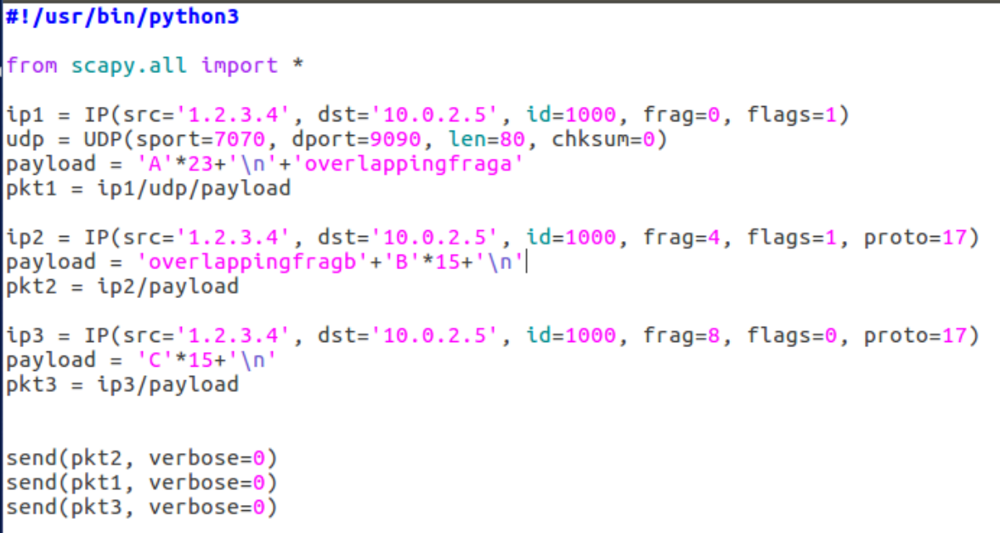 #!/usr/bin/python3
from scapy.all import *
ip1 = IP(src='1.2.3.4', dst='10.0.2.5', id=1000, frag=0, flags=1)
udp = UDP(sport=7070, dport=9090, len=80, chksum=0)
payload = 'A'*23+'\n'+'overlappingfraga'
pkt1 = ip1/udp/payload
ip2 = IP(src='1.2.3.4', dst='10.0.2.5', id=1000, frag=4, flags=1, proto=17)
payload = 'overlappingfragb'+'B'*15+'\n'
pkt2 = ip2/payload
ip3 = IP(src='1.2.3.4', dst='10.0.2.5', id=1000, frag=8, flags=0, proto=17)
payload = 'C'*15+'\n'
pkt3 = ip3/payload
send(pkt2, verbose=0)
send(pkt1, verbose=0)
send(pkt3, verbose=0)